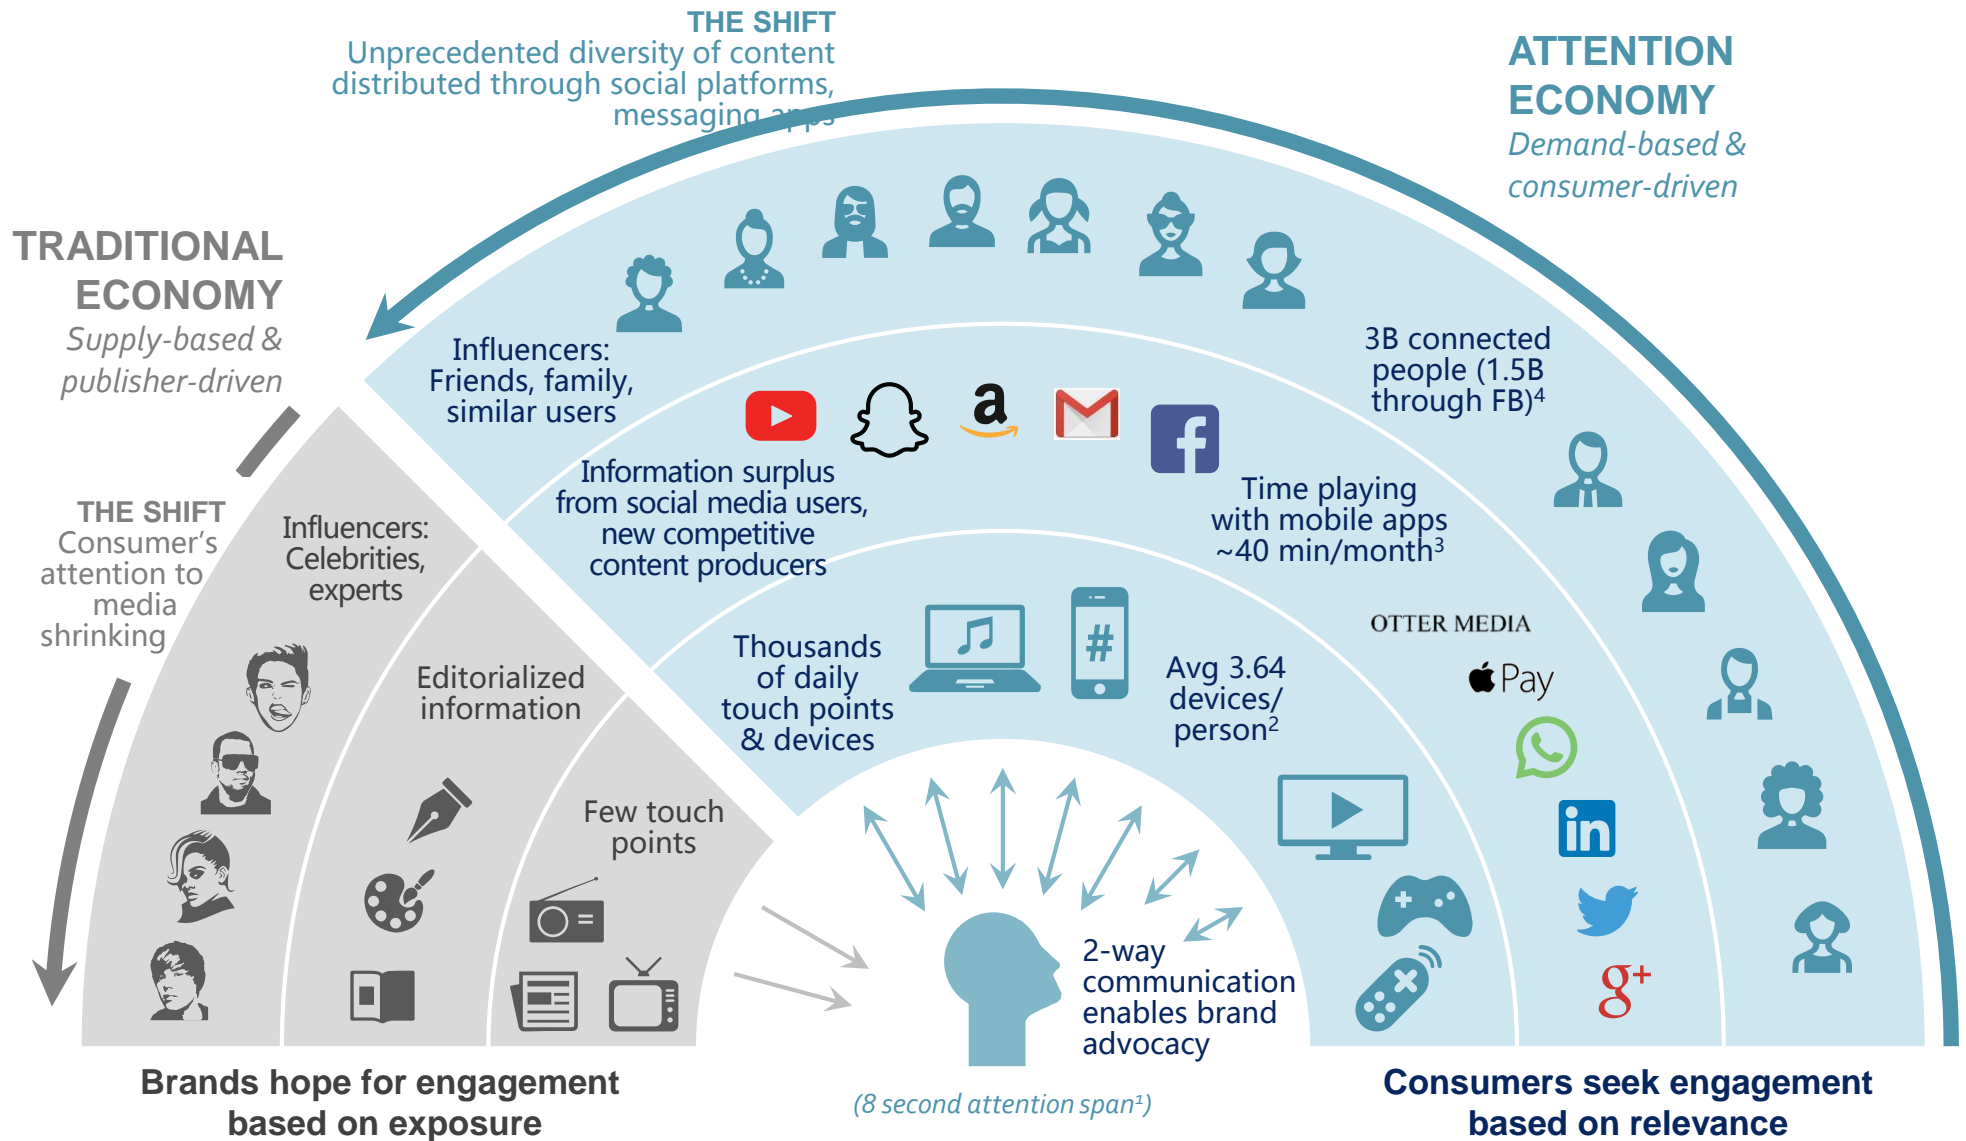 THE SHIFT
Unprecedented diversity of content
distributed through social platforms,
messaging apps
ATTENTION
ECONOMY
Demand-based &
consumer-driven
TRADITIONAL
ECONOMY
Supply-based &
publisher-driven
THE SHIFT
Consumer's
attention to
media
shrinking
Influencers:
Friends, family,
similar users
3B connected
people (1.5B
through FB)⁴
a
f
Information surplus
from social media users,
new competitive
content producers
Time playing
with mobile apps
~40 min/month³
Influencers:
Celebrities,
experts
Editorialized
information
Few touch
points
Thousands
of daily
touch points
& devices
#
Avg 3.64
devices/
person²
OTTER MEDIA
Pay
in
g+
2-way
communication
enables brand
advocacy
(8 second attention span¹)
Brands hope for engagement
based on exposure
Consumers seek engagement
based on relevance